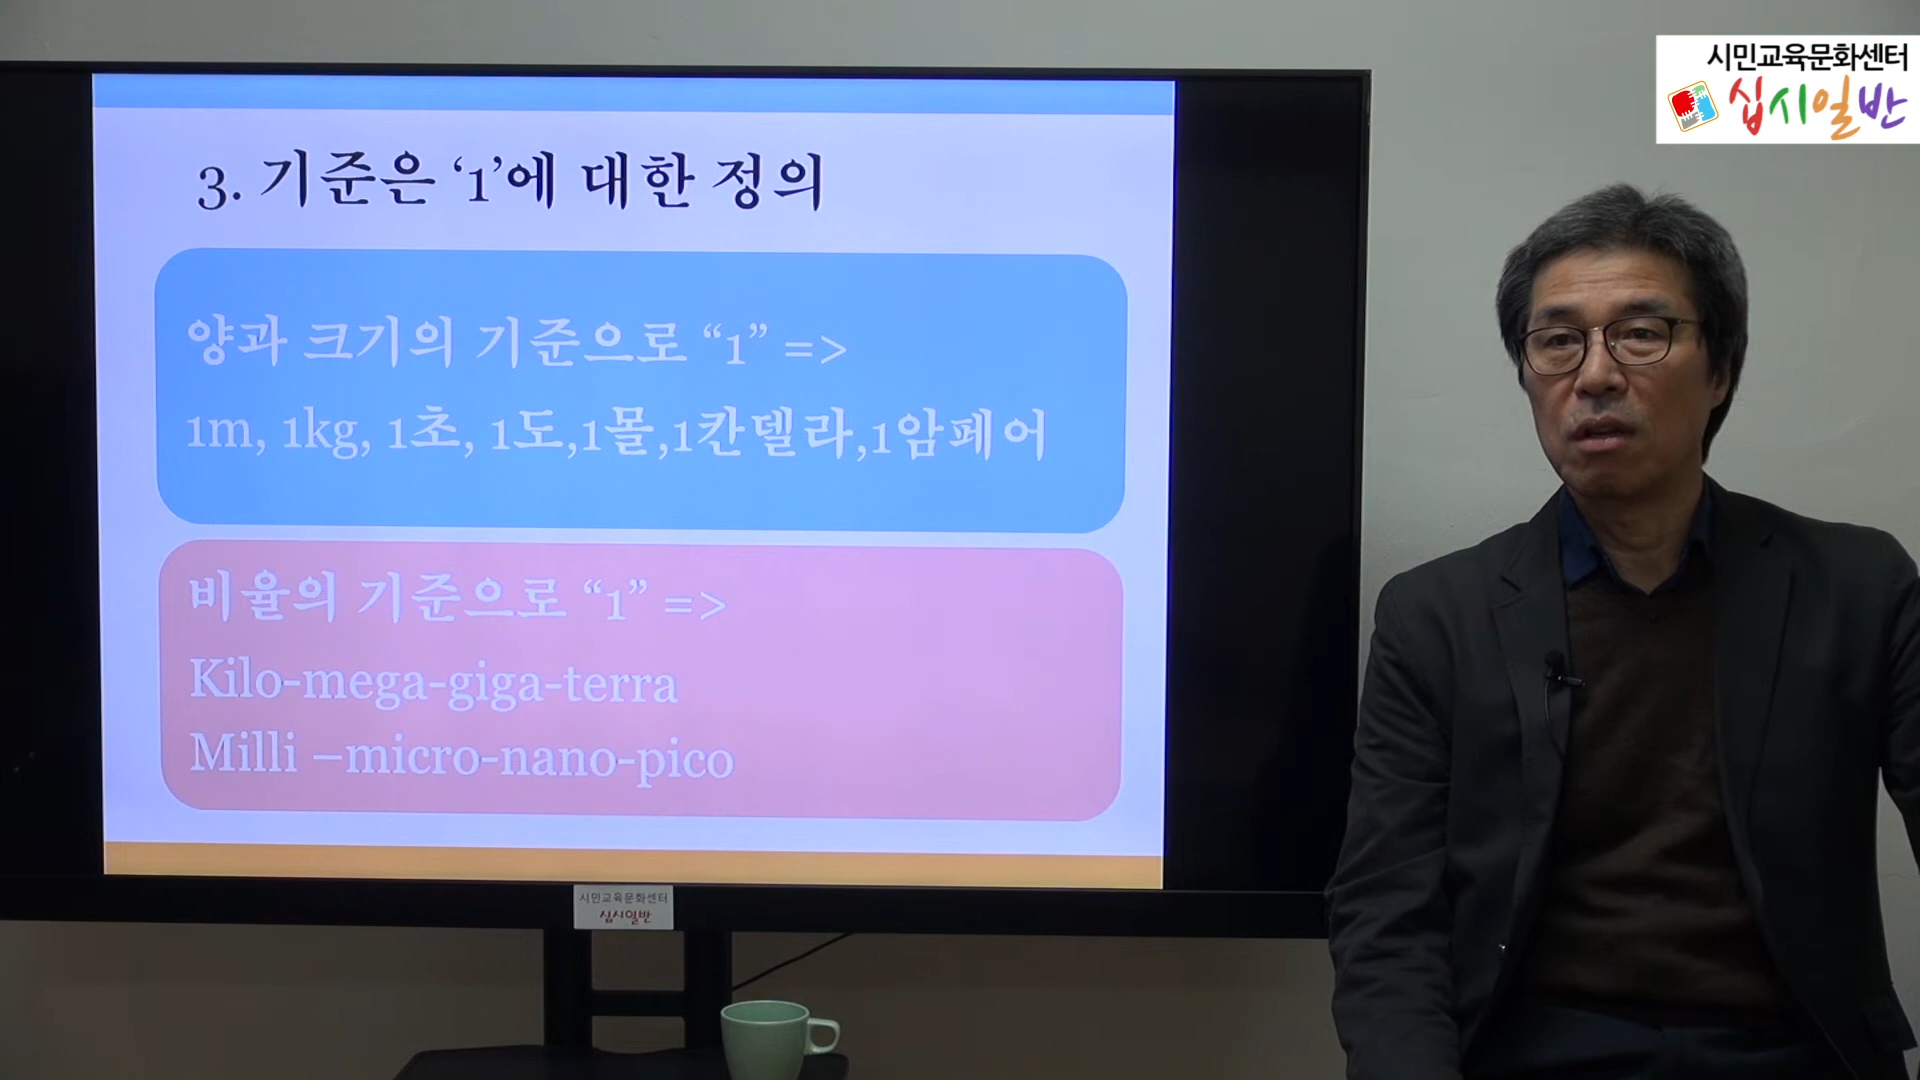 시민교육문화센터
십시일반
3. 기준은 ‘1’에 대한 정의
양과 크기의 기준으로 “1” =>
1m, 1kg, 1초, 1도,1몰,1칸델라,1암페어
비율의 기준으로 “1” =>
Kilo-mega-giga-terra
Milli –micro-nano-pico
시민교육문화센터
십시일반